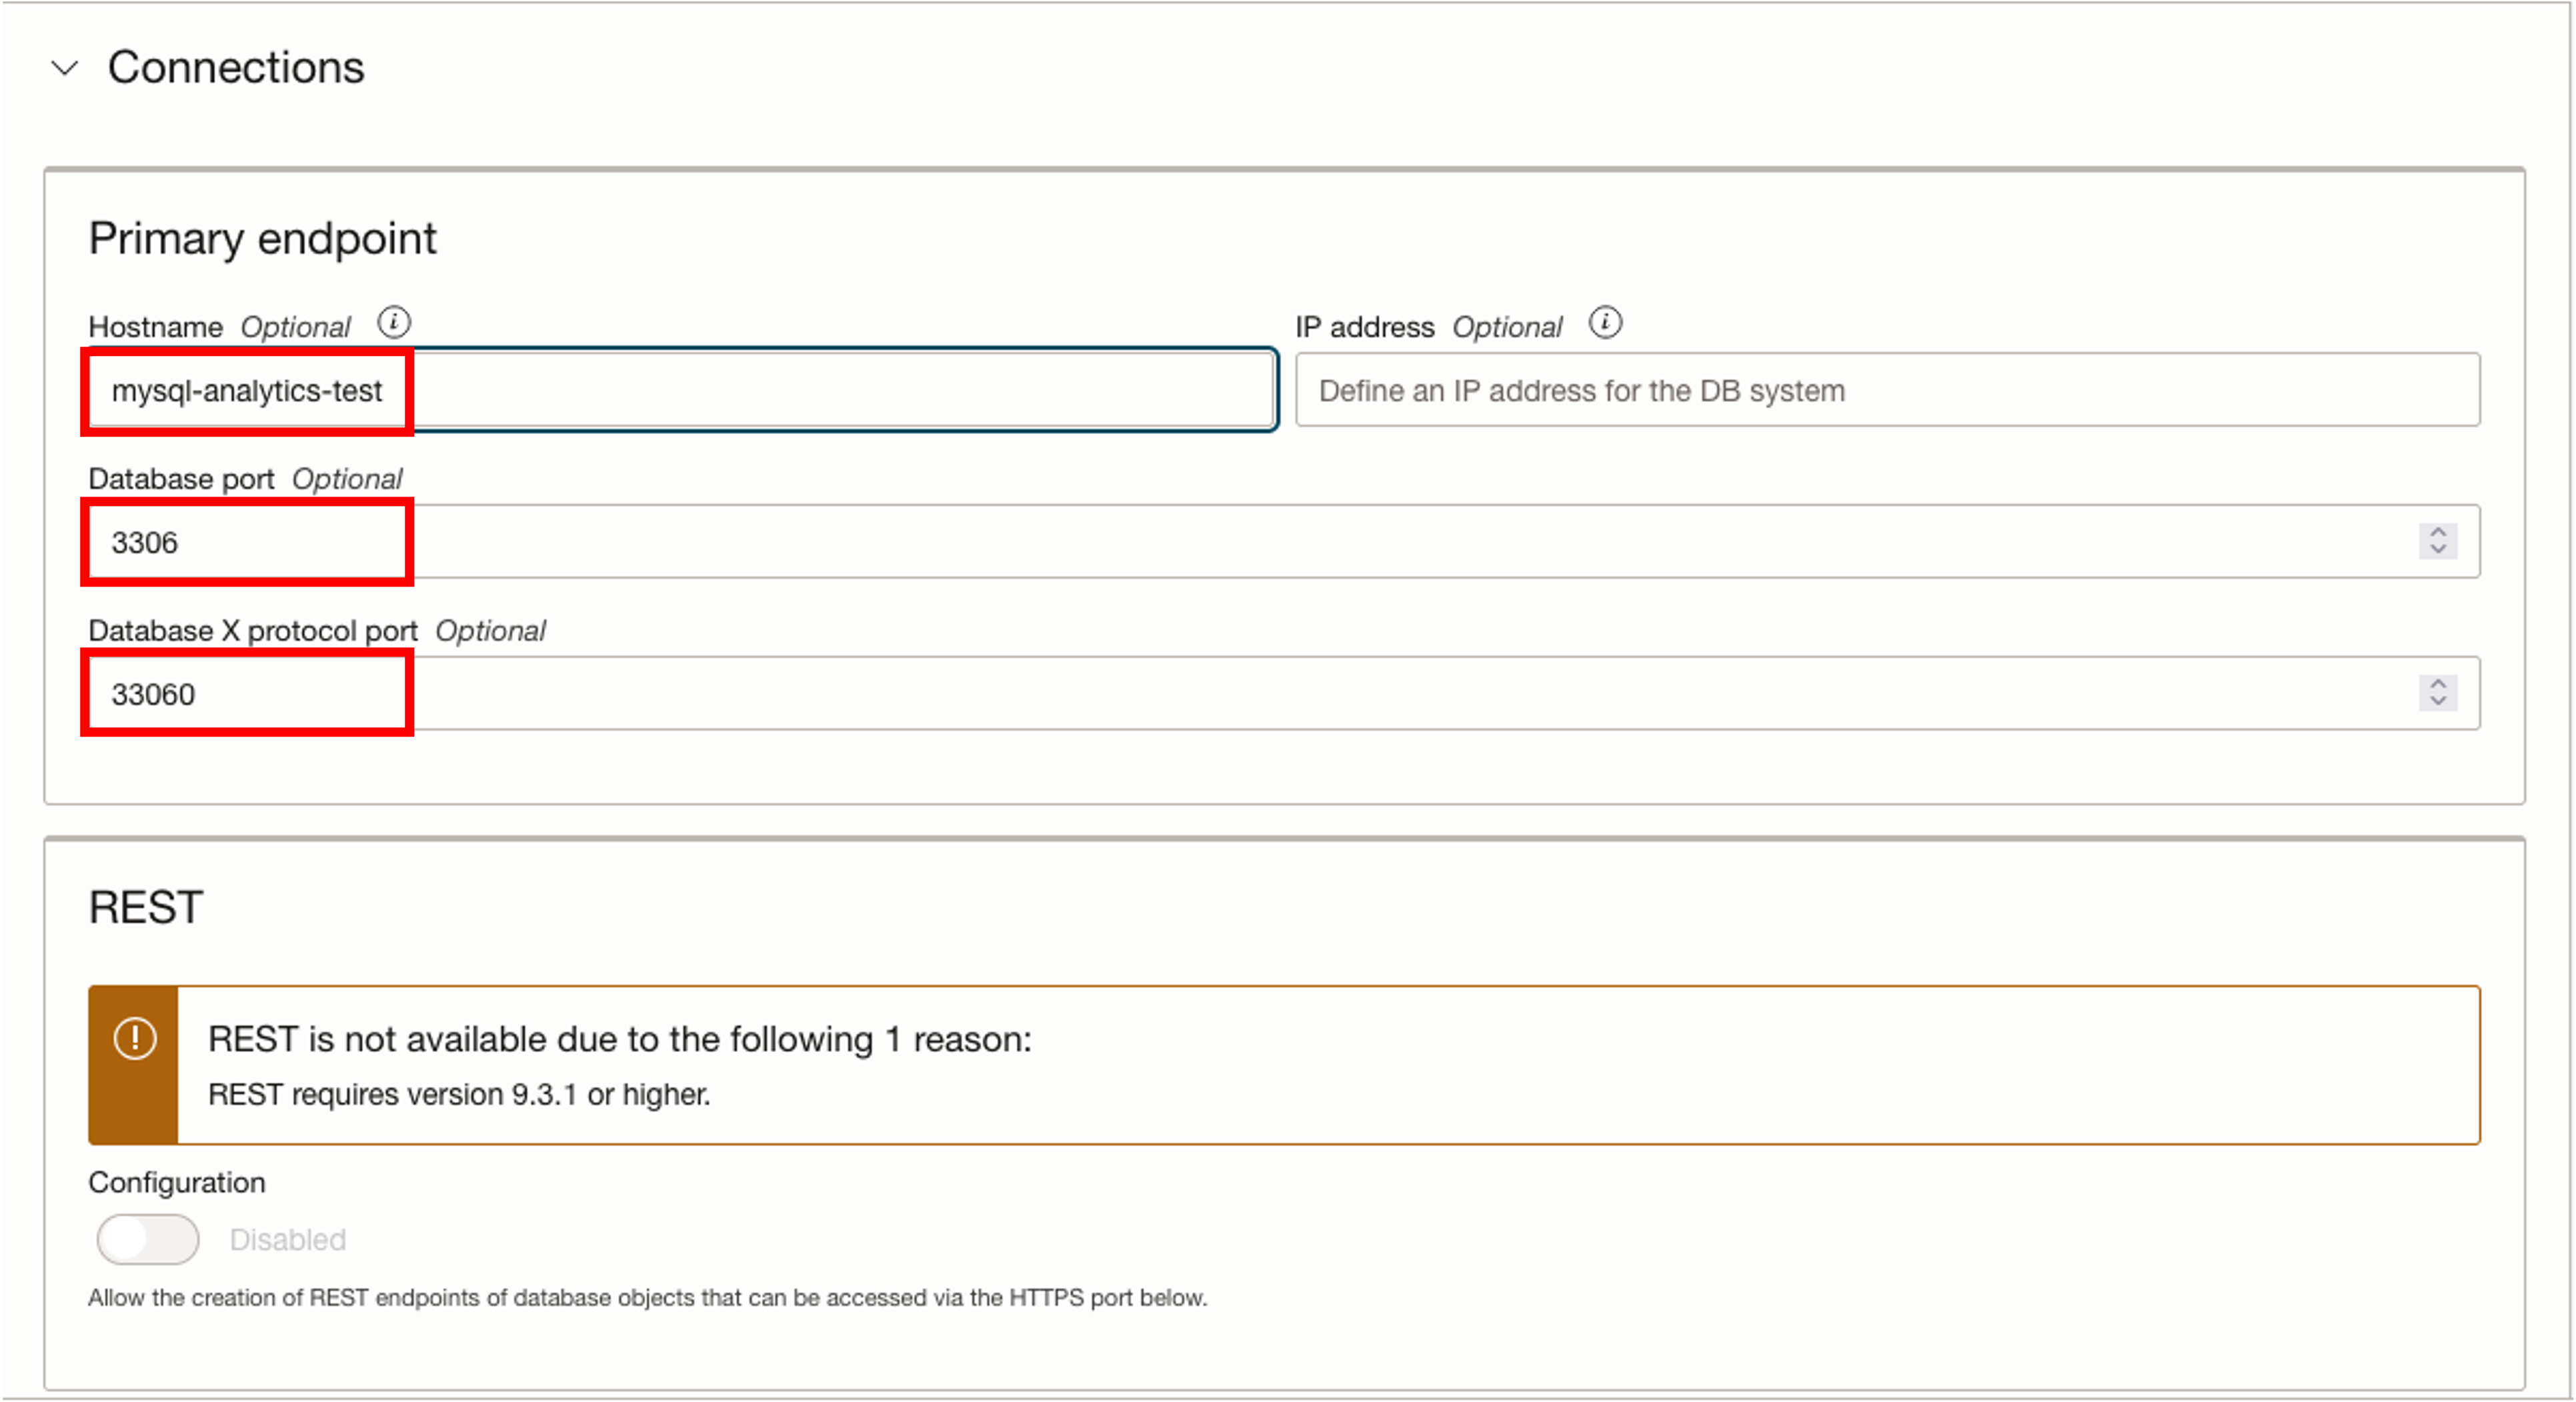 Connections
Primary endpoint
Hostname Optional
IP address Optional
mysql-analytics-test
Define an IP address for the DB system
Database port Optional
3306
Database X protocol port Optional
33060
REST
REST is not available due to the following 1 reason:
REST requires version 9.3.1 or higher.
Configuration
Disabled
Allow the creation of REST endpoints of database objects that can be accessed via the HTTPS port below.